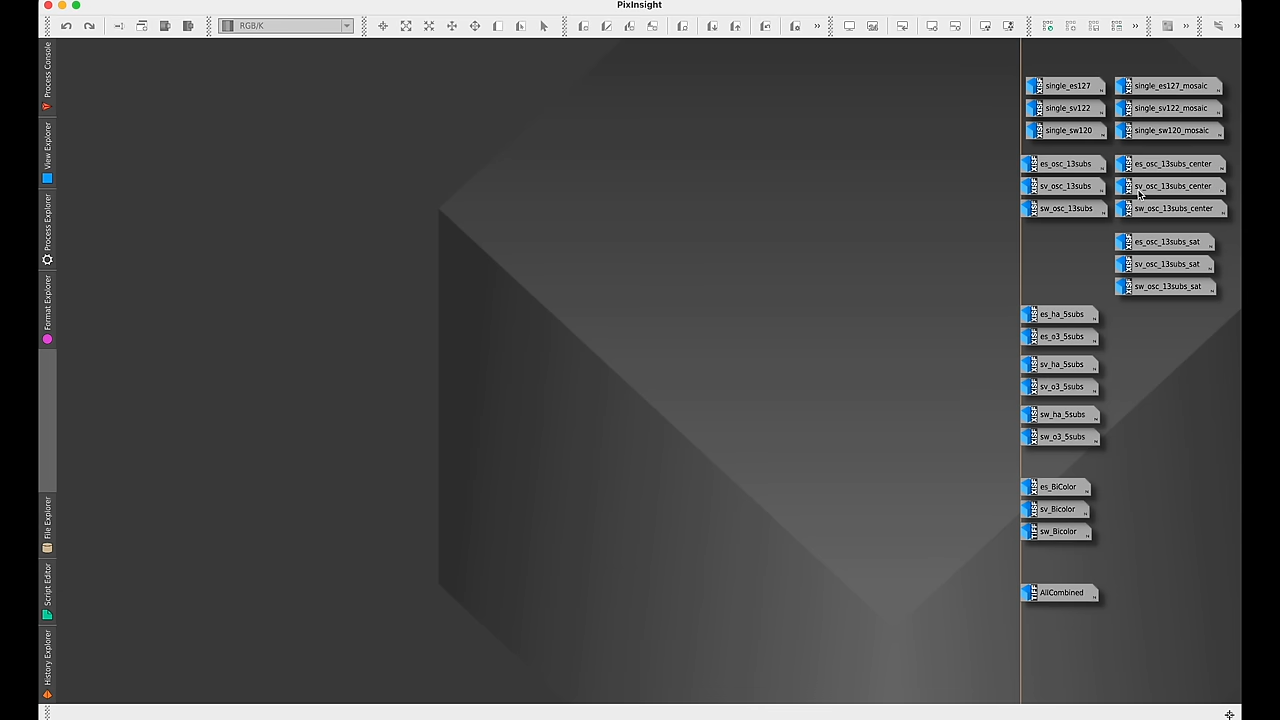 PixInsight
RGB/K
Process Console
View Explorer
Process Explorer
Format Explorer
File Explorer
Script Editor
History Explorer
single_es127
single_es127_mosaic
single_sv122
single_sv122_mosaic
single_sw120
single_sw120_mosaic
es_osc_13subs
es_osc_13subs_center
sv_osc_13subs
sv_osc_13subs_center
sw_osc_13subs
sw_osc_13subs_center
es_osc_13subs_sat
sv_osc_13subs_sat
sw_osc_13subs_sat
es_ha_5subs
es_o3_5subs
sv_ha_5subs
sv_o3_5subs
sw_ha_5subs
sw_o3_5subs
es_BiColor
sv_Bicolor
sw_Bicolor
AllCombined